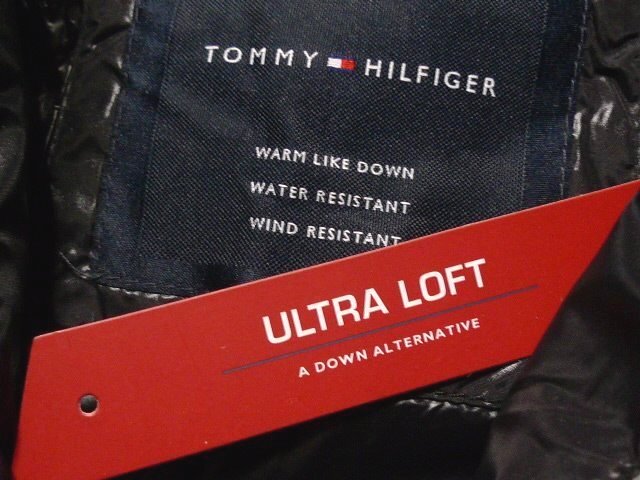 TOMMY HILFIGER
WARM LIKE DOWN
WATER RESISTANT
WIND RESISTANT
ULTRA LOFT
A DOWN ALTERNATIVE